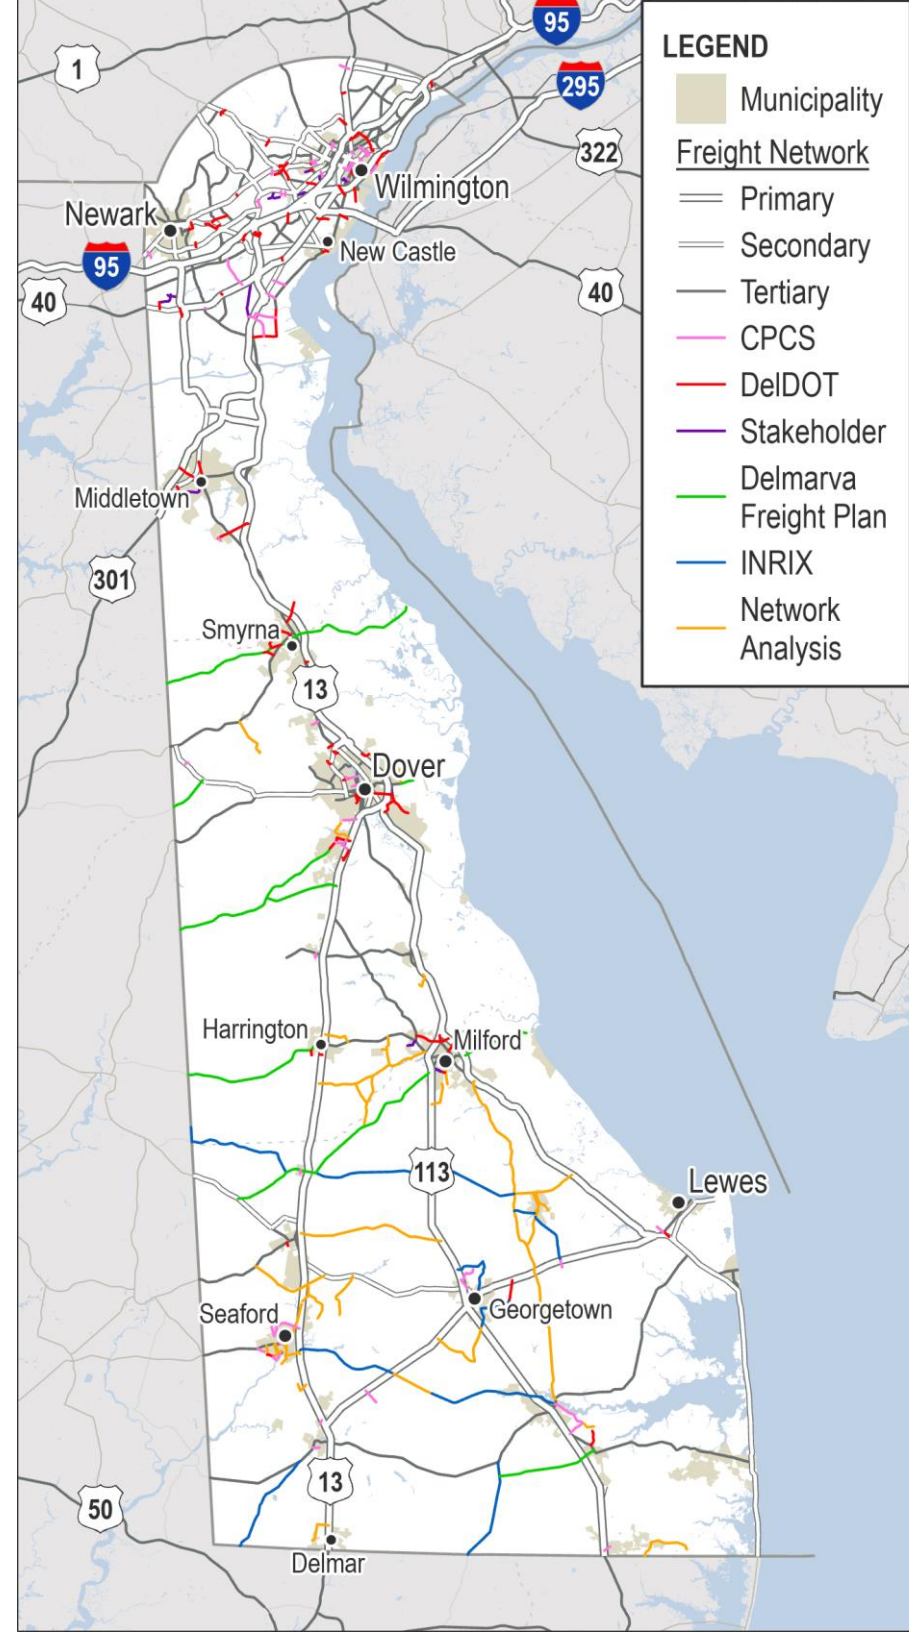 95
1
295
LEGEND
Municipality
Freight Network
Primary
Secondary
Tertiary
CPCS
DelDOT
Stakeholder
Delmarva
Freight Plan
INRIX
Network
Analysis
322
Wilmington
Newark
New Castle
95
40
40
Middletown
301
Smyrna
13
Dover
Harrington
Milford
113
Lewes
Georgetown
Seaford
13
50
Delmar